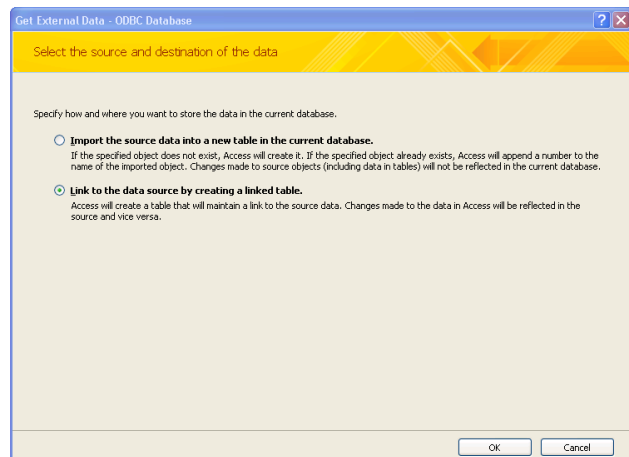 Get External Data - ODBC Database
Select the source and destination of the data
Specify how and where you want to store the data in the current database.
Import the source data into a new table in the current database.
If the specified object does not exist, Access will create it. If the specified object already exists, Access will append a number to the
name of the imported object. Changes made to source objects (including data in tables) will not be reflected in the current database.
Link to the data source by creating a linked table.
Access will create a table that will maintain a link to the source data. Changes made to the data in Access will be reflected in the
source and vice versa.
OK Cancel